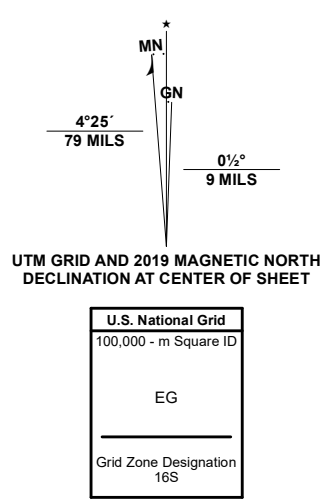 ★
MN
GN
4°25´
79 MILS
0½°
9 MILS
UTM GRID AND 2019 MAGNETIC NORTH
DECLINATION AT CENTER OF SHEET
U.S. National Grid
100,000 - m Square ID
EG
Grid Zone Designation
16S